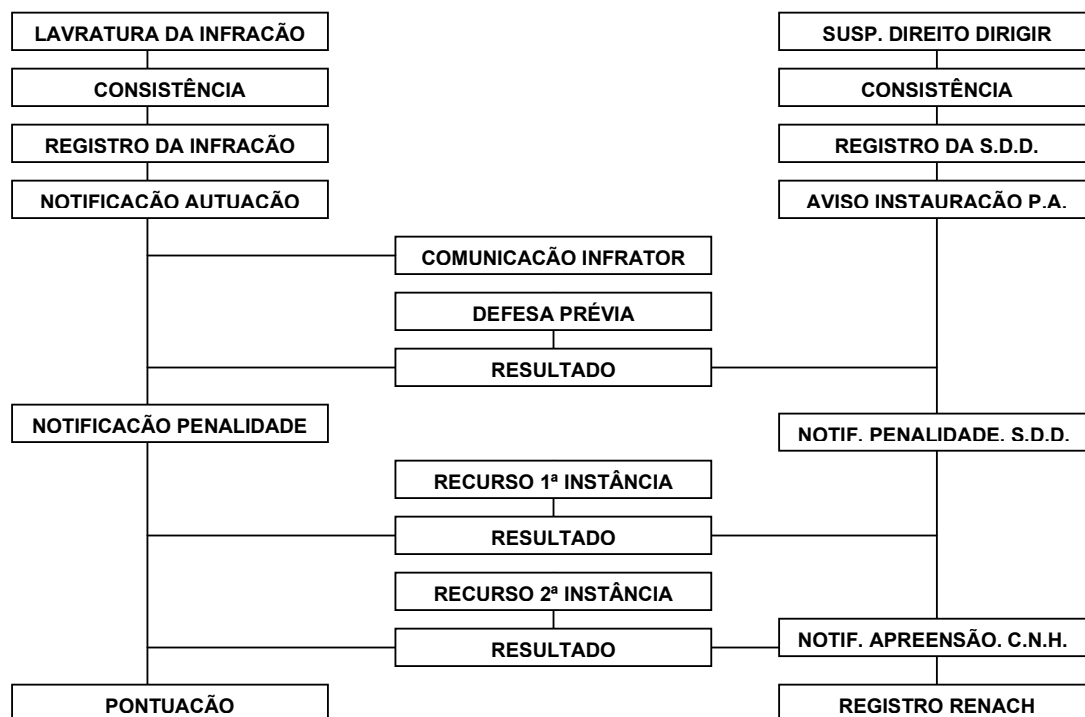 LAVRATURA DA INFRACÃO
CONSISTÊNCIA
REGISTRO DA INFRACÃO
NOTIFICACÃO AUTUACÃO
COMUNICACÃO INFRATOR
DEFESA PRÉVIA
RESULTADO
NOTIFICACÃO PENALIDADE
RECURSO 1ª INSTÂNCIA
RESULTADO
RECURSO 2ª INSTÂNCIA
RESULTADO
PONTUACÃO
SUSP. DIREITO DIRIGIR
CONSISTÊNCIA
REGISTRO DA S.D.D.
AVISO INSTAURACÃO P.A.
NOTIF. PENALIDADE. S.D.D.
NOTIF. APREENSÃO. C.N.H.
REGISTRO RENACH